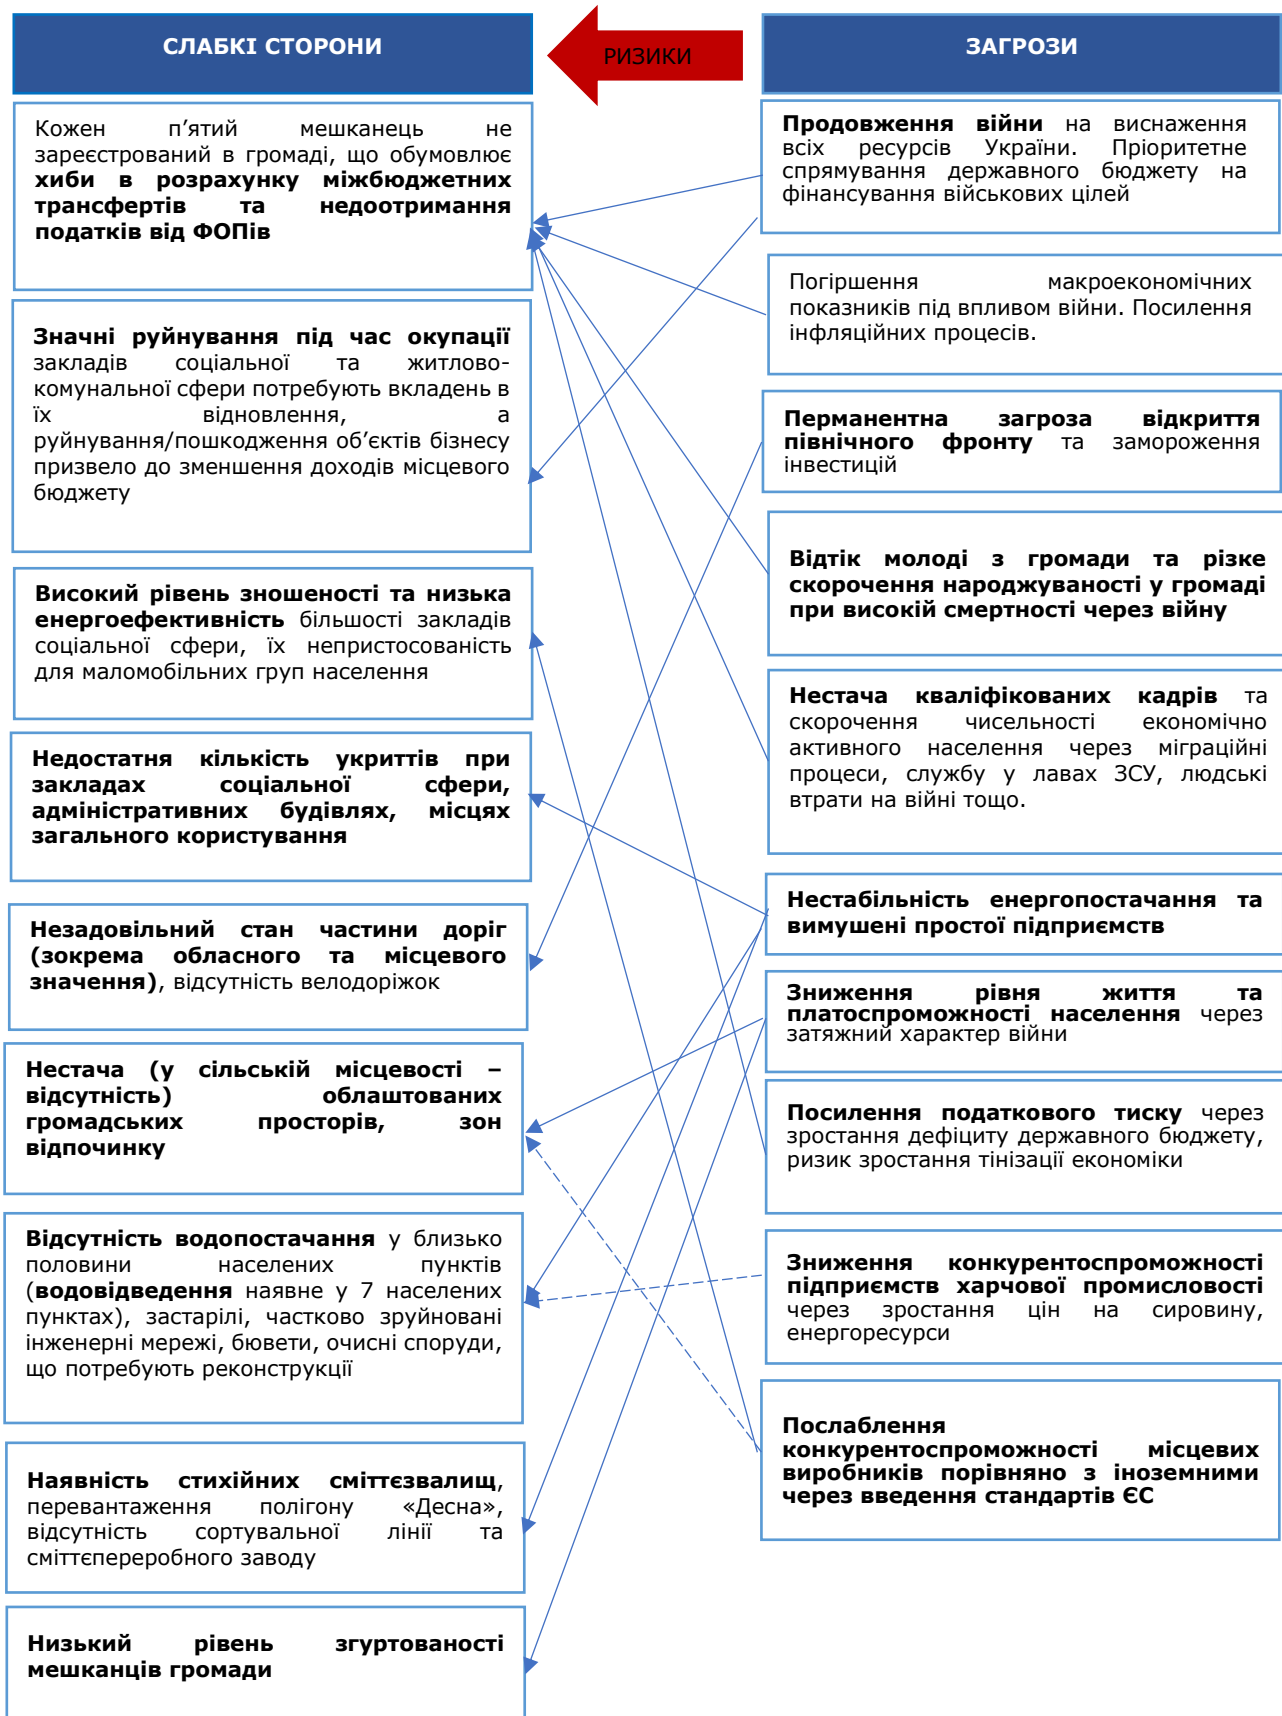 СЛАБКІ СТОРОНИ
РИЗИКИ
ЗАГРОЗИ
Кожен п’ятий мешканець не
зареєстрований в громаді, що обумовлює
хиби в розрахунку міжбюджетних
трансфертів та недоотримання
податків від ФОПів
Значні руйнування під час окупації
закладів соціальної та житлово-
комунальної сфери потребують вкладень в
їх відновлення, а
руйнування/пошкодження об’єктів бізнесу
призвело до зменшення доходів місцевого
бюджету
Високий рівень зношеності та низька
енергоефективність більшості закладів
соціальної сфери, їх непристосованість
для маломобільних груп населення
Недостатня кількість укриттів при
закладах соціальної сфери,
адміністративних будівлях, місцях
загального користування
Незадовільний стан частини доріг
(зокрема обласного та місцевого
значення), відсутність велодоріжок
Нестача (у сільській місцевості –
відсутність) облаштованих
громадських просторів, зон
відпочинку
Відсутність водопостачання у близько
половини населених пунктів
(водовідведення наявне у 7 населених
пунктах), застарілі, частково зруйновані
інженерні мережі, бювети, очисні споруди,
що потребують реконструкції
Наявність стихійних сміттєзвалищ,
перевантаження полігону «Десна»,
відсутність сортувальної лінії та
сміттєпереробного заводу
Низький рівень згуртованості
мешканців громади
Продовження війни на виснаження
всіх ресурсів України. Пріоритетне
спрямування державного бюджету на
фінансування військових цілей
Погіршення макроекономічних
показників під впливом війни. Посилення
інфляційних процесів.
Перманентна загроза відкриття
північного фронту та замороження
інвестицій
Відтік молоді з громади та різке
скорочення народжуваності у громаді
при високій смертності через війну
Нестача кваліфікованих кадрів та
скорочення чисельності економічно
активного населення через міграційні
процеси, службу у лавах ЗСУ, людські
втрати на війні тощо.
Нестабільність енергопостачання та
вимушені простої підприємств
Зниження рівня життя та
платоспроможності населення через
затяжний характер війни
Посилення податкового тиску через
зростання дефіциту державного бюджету,
ризик зростання тінізації економіки
Зниження конкурентоспроможності
підприємств харчової промисловості
через зростання цін на сировину,
енергоресурси
Послаблення
конкурентоспроможності місцевих
виробників порівняно з іноземними
через введення стандартів ЄС